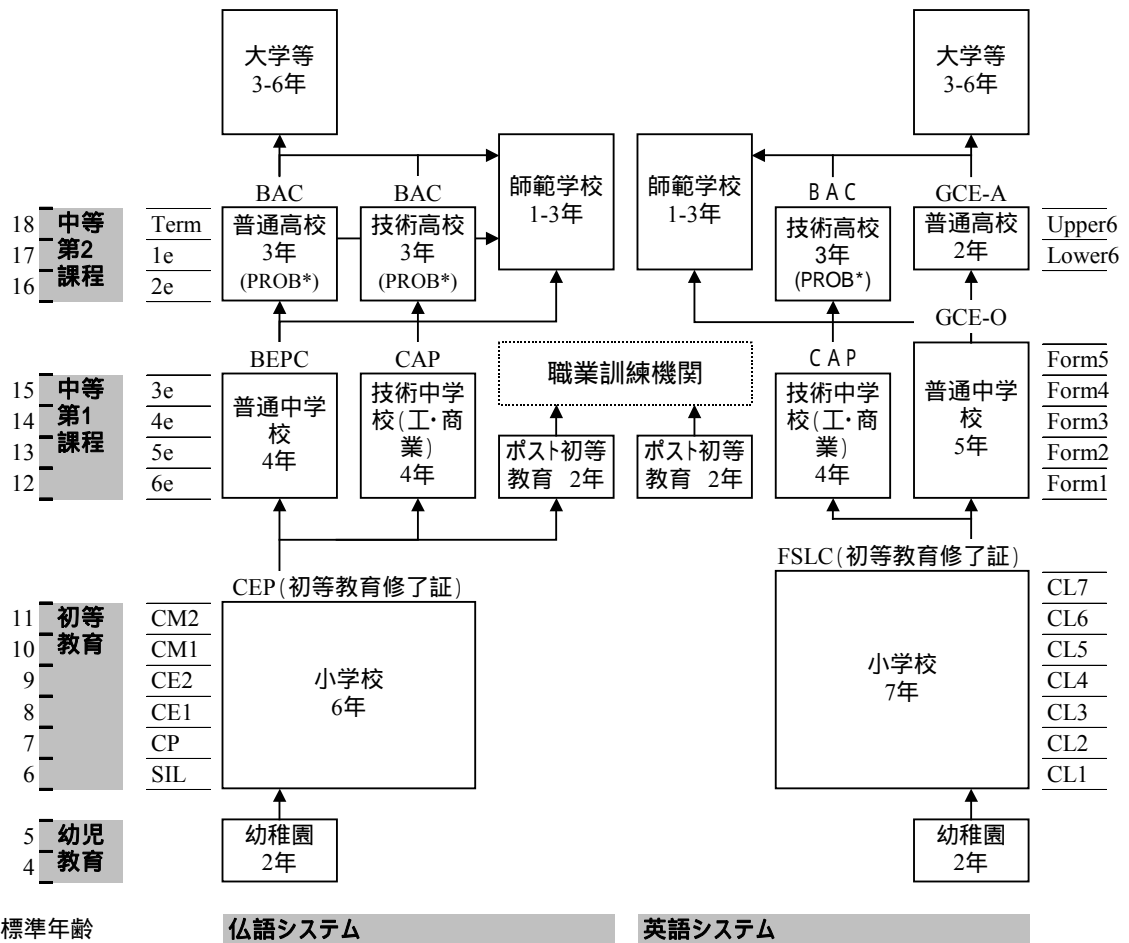 大学等
3-6年
大学等
3-6年
師範学校
1-3年
師範学校
1-3年
BAC
BAC
BAC
GCE-A
18
17
16
中等
第2
課程
Term
1e
2e
普通高校
3年
(PROB*)
技術高校
3年
(PROB*)
技術高校
3年
(PROB*)
普通高校
2年
Upper6
Lower6
GCE-O
BEPC
CAP
職業訓練機関
CAP
15
14
13
12
中等
第1
課程
3e
4e
5e
6e
普通中学
校
4年
技術中学
校(工・商
業)
4年
ポスト初等
教育 2年
ポスト初等
教育 2年
技術中学
校(工・商
業)
4年
普通中学
校
5年
Form5
Form4
Form3
Form2
Form1
CEP(初等教育修了証)
FSLC(初等教育修了証)
11
10
9
8
7
6
初等
教育
CM2
CM1
CE2
CE1
CP
SIL
小学校
6年
小学校
7年
CL7
CL6
CL5
CL4
CL3
CL2
CL1
5
4
幼児
教育
幼稚園
2年
幼稚園
2年
標準年齢
仏語システム
英語システム